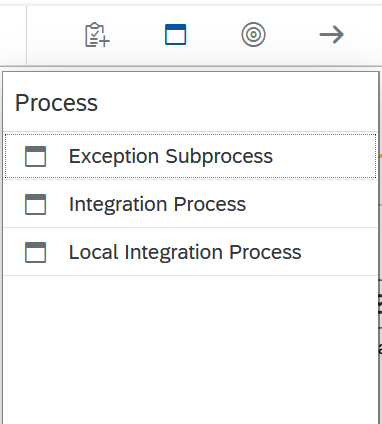 Process
Exception Subprocess
Integration Process
Local Integration Process